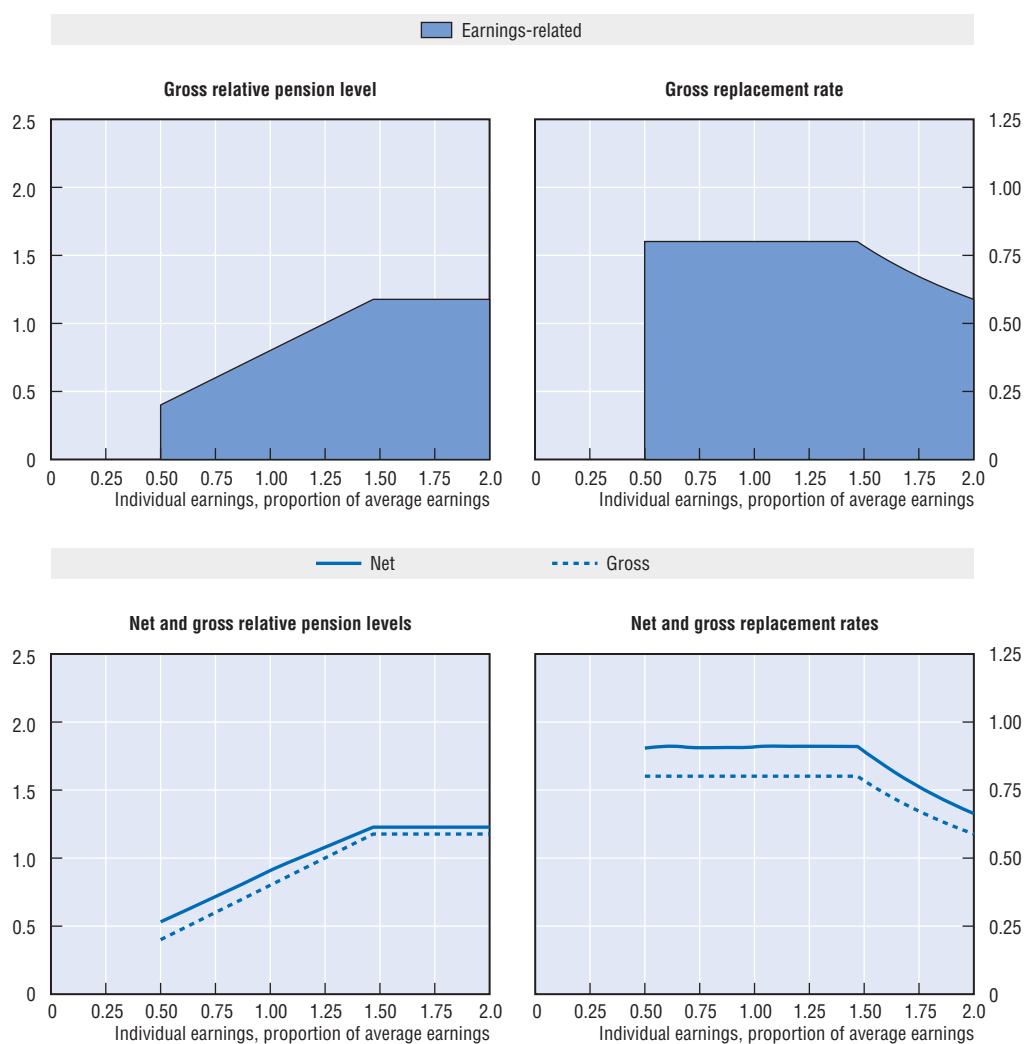 Earnings-related
Gross relative pension level
Gross replacement rate
2.5
2.0
1.5
1.0
0.5
0
1.25
1.00
0.75
0.50
0.25
0
0 0.25 0.50 0.75 1.00 1.25 1.50 1.75 2.0
Individual earnings, proportion of average earnings
0 0.25 0.50 0.75 1.00 1.25 1.50 1.75 2.0
Individual earnings, proportion of average earnings
Net Gross
Net and gross relative pension levels
Net and gross replacement rates
2.5
2.0
1.5
1.0
0.5
0
1.25
1.00
0.75
0.50
0.25
0
0 0.25 0.50 0.75 1.00 1.25 1.50 1.75 2.0
Individual earnings, proportion of average earnings
0 0.25 0.50 0.75 1.00 1.25 1.50 1.75 2.0
Individual earnings, proportion of average earnings